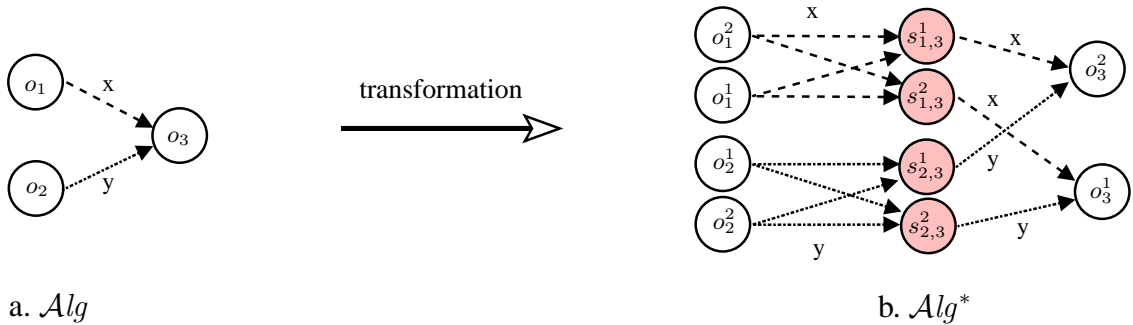 o₁
x
o₃
o₂
y
transformation
o₁²
x
s¹₁,₃
x
o₃²
o₁¹
s²₁,₃
x
o₂¹
s¹₂,₃
y
o₃¹
o₂²
s²₂,₃
y
y
a. 𝒜lg
b. 𝒜lg*